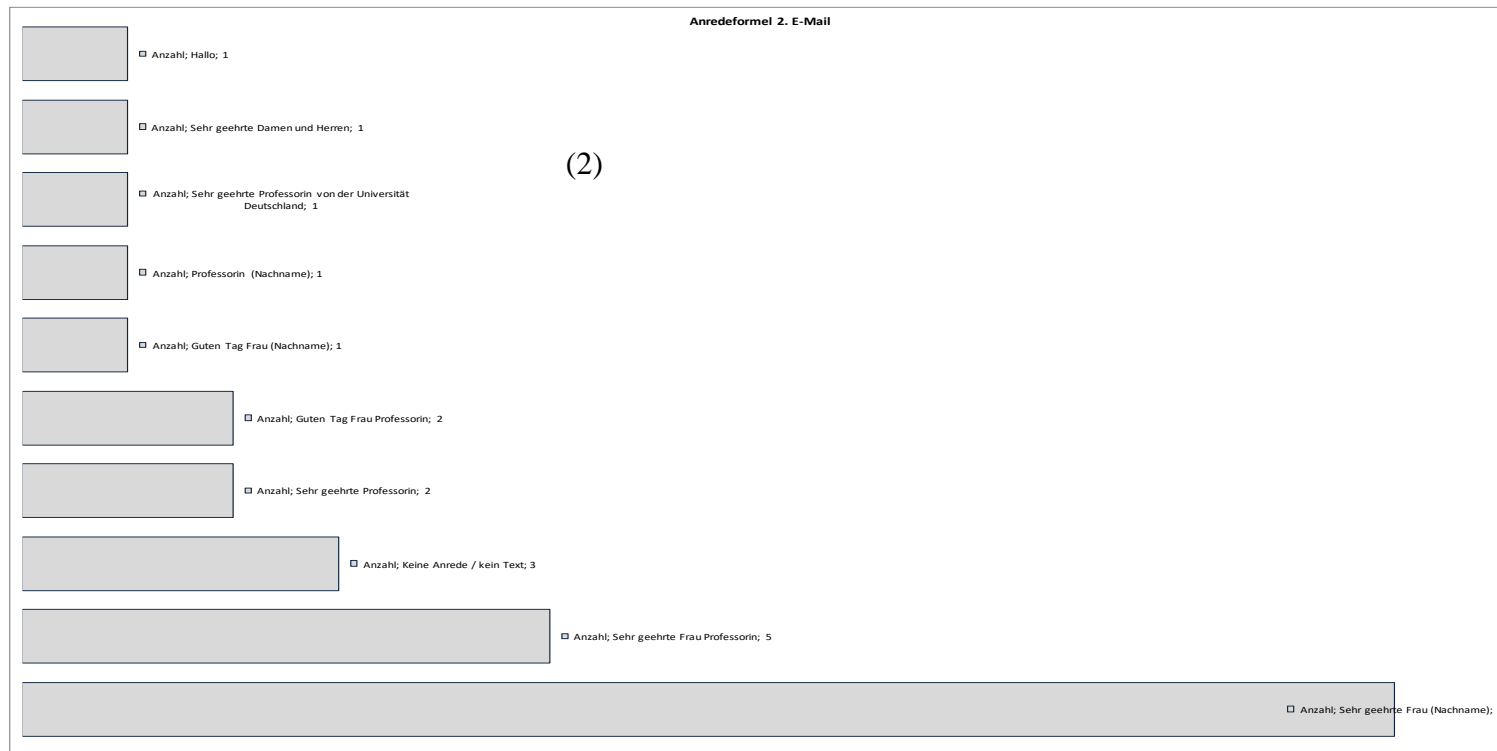 Anredeformel 2. E-Mail
Anzahl; Hallo; 1
Anzahl; Sehr geehrte Damen und Herren; 1
(2)
Anzahl; Sehr geehrte Professorin von der Universität
Deutschland; 1
Anzahl; Professorin (Nachname); 1
Anzahl; Guten Tag Frau (Nachname); 1
Anzahl; Guten Tag Frau Professorin; 2
Anzahl; Sehr geehrte Professorin; 2
Anzahl; Keine Anrede / kein Text; 3
Anzahl; Sehr geehrte Frau Professorin; 5
Anzahl; Sehr geehrte Frau (Nachname);